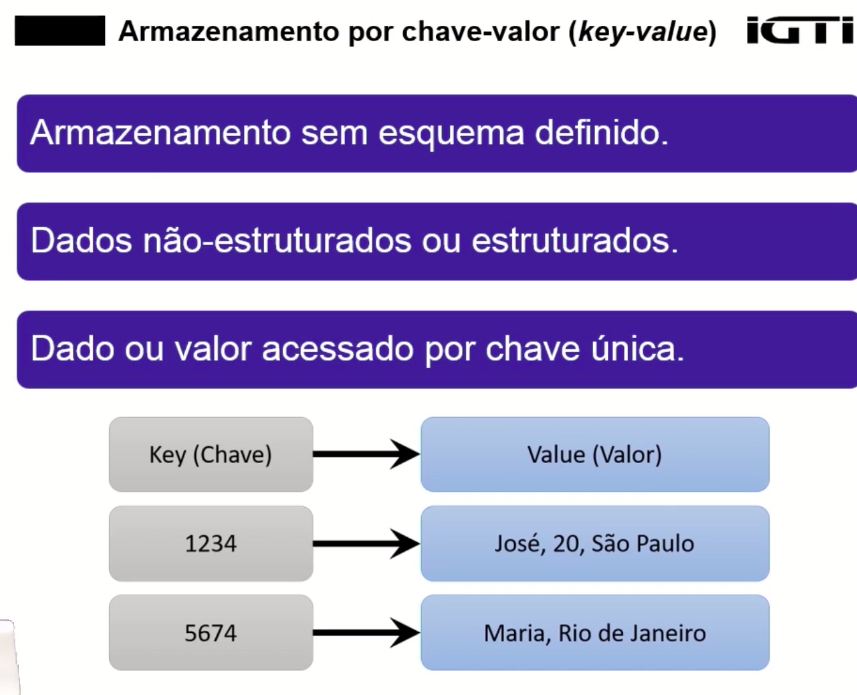 Armazenamento por chave-valor (key-value)
iGTi
Armazenamento sem esquema definido.
Dados não-estruturados ou estruturados.
Dado ou valor acessado por chave única.
Key (Chave)
Value (Valor)
1234
José, 20, São Paulo
5674
Maria, Rio de Janeiro